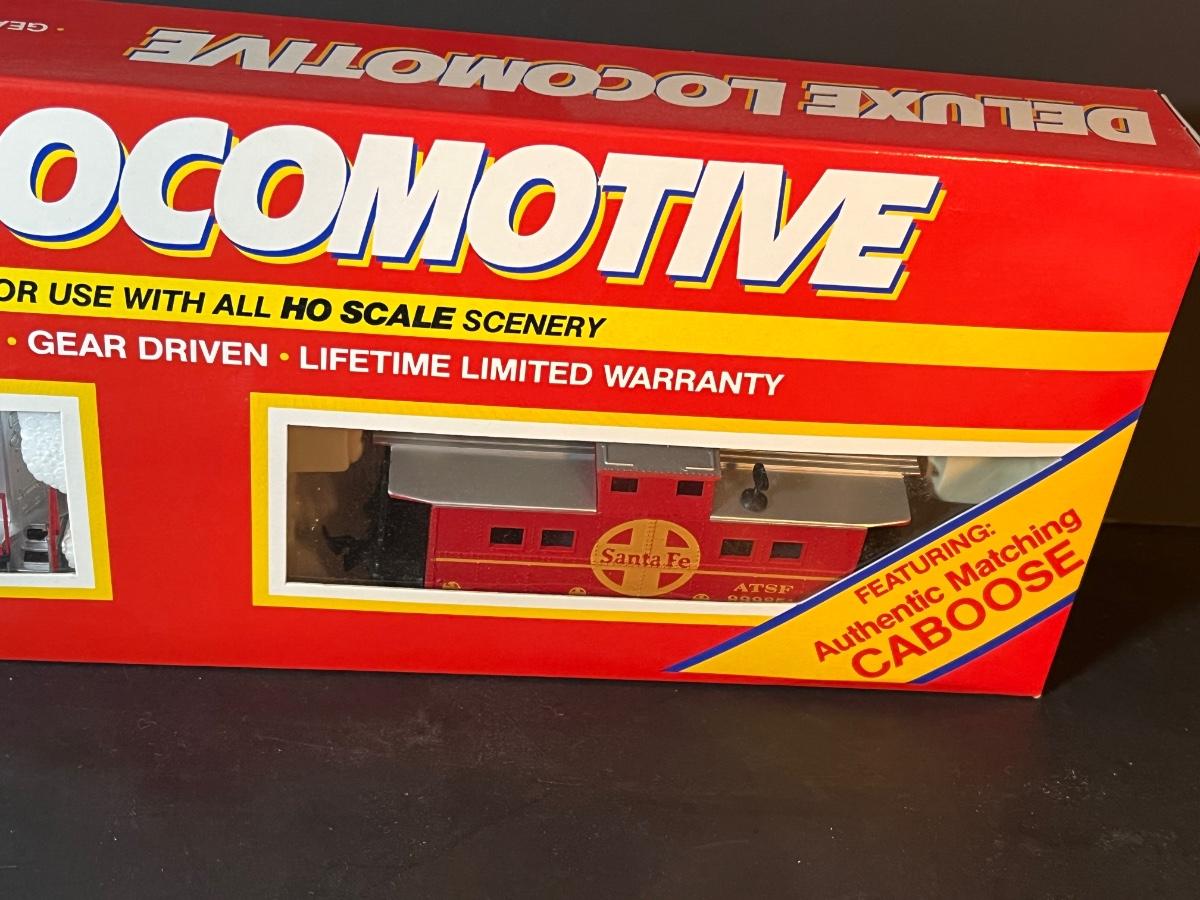 DELUXE LOCOMOTIVE
OCOMOTIVE
OR USE WITH ALL HO SCALE SCENERY
• GEAR DRIVEN • LIFETIME LIMITED WARRANTY
Santa Fe
ATSF
FEATURING:
Authentic Matching
CABOOSE